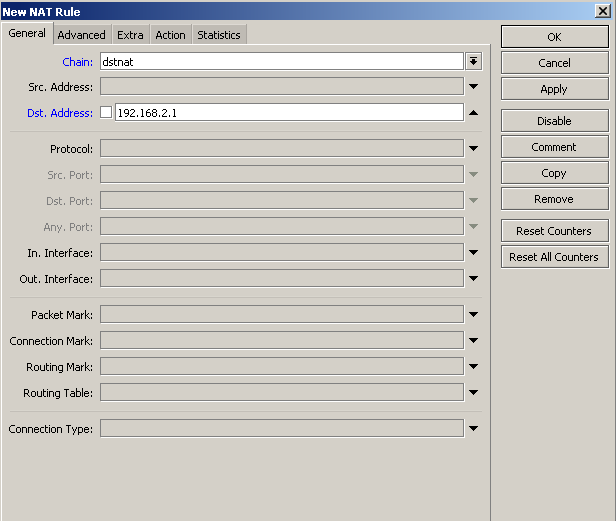 New NAT Rule
General Advanced Extra Action Statistics
Chain: dstnat
Src. Address:
Dst. Address: 192.168.2.1
Protocol:
Src. Port:
Dst. Port:
Any. Port:
In. Interface:
Out. Interface:
Packet Mark:
Connection Mark:
Routing Mark:
Routing Table:
Connection Type:
OK
Cancel
Apply
Disable
Comment
Copy
Remove
Reset Counters
Reset All Counters